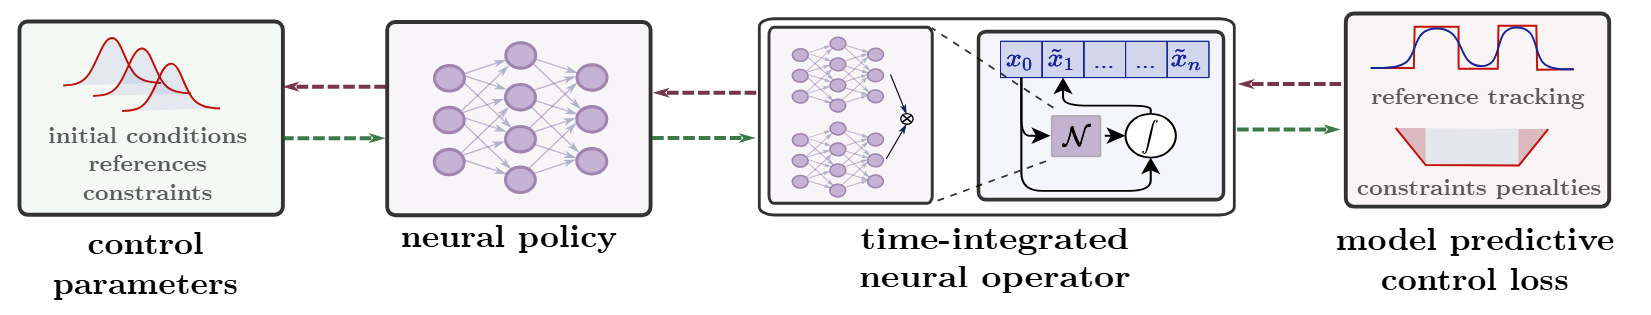 initial conditions
references
constraints
control
parameters
neural policy
x₀ x̃₁ ... ... x̃ₙ
𝒩 ∫
time-integrated
neural operator
reference tracking
constraints penalties
model predictive
control loss